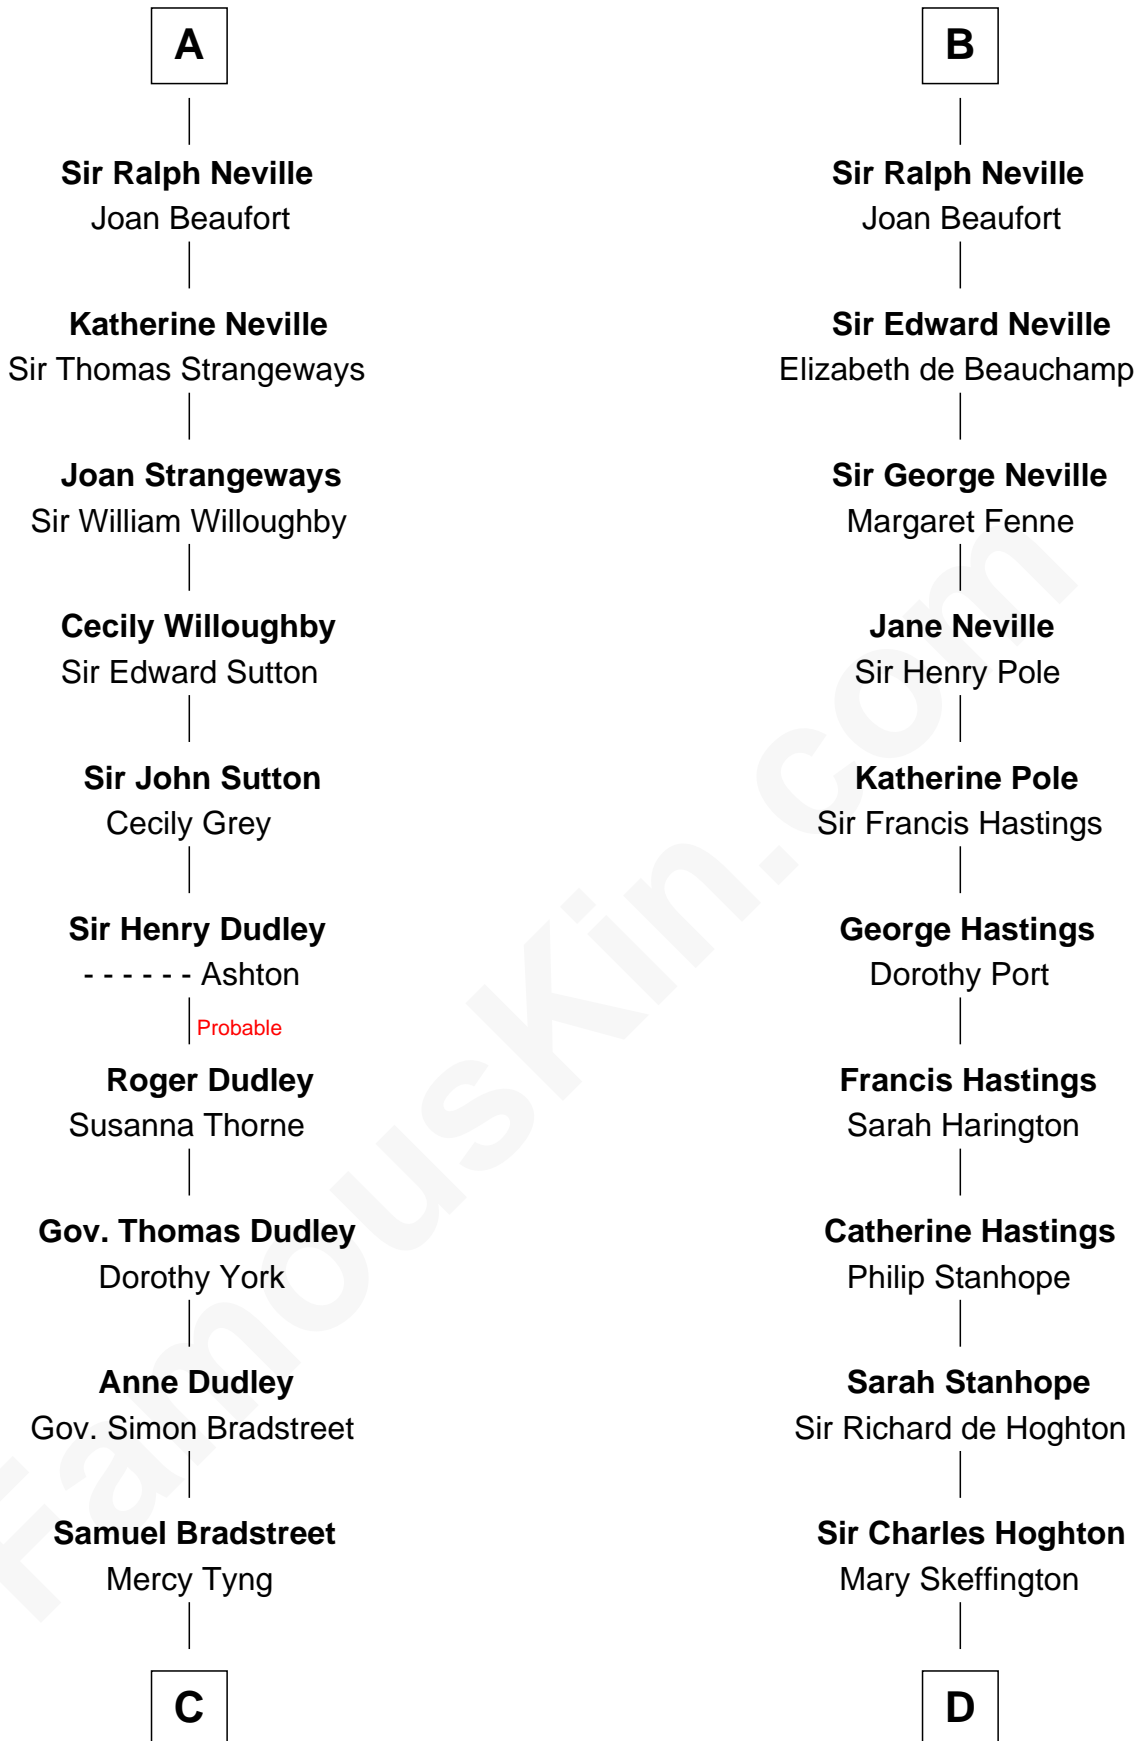 A
Sir Ralph Neville
Joan Beaufort
Katherine Neville
Sir Thomas Strangeways
Joan Strangeways
Sir William Willoughby
Cecily Willoughby
Sir Edward Sutton
Sir John Sutton
Cecily Grey
Sir Henry Dudley
- - - - - - Ashton
Probable
Roger Dudley
Susanna Thorne
Gov. Thomas Dudley
Dorothy York
Anne Dudley
Gov. Simon Bradstreet
Samuel Bradstreet
Mercy Tyng
C
B
Sir Ralph Neville
Joan Beaufort
Sir Edward Neville
Elizabeth de Beauchamp
Sir George Neville
Margaret Fenne
Jane Neville
Sir Henry Pole
Katherine Pole
Sir Francis Hastings
George Hastings
Dorothy Port
Francis Hastings
Sarah Harington
Catherine Hastings
Philip Stanhope
Sarah Stanhope
Sir Richard de Hoghton
Sir Charles Hoghton
Mary Skeffington
D
FamousKin.com